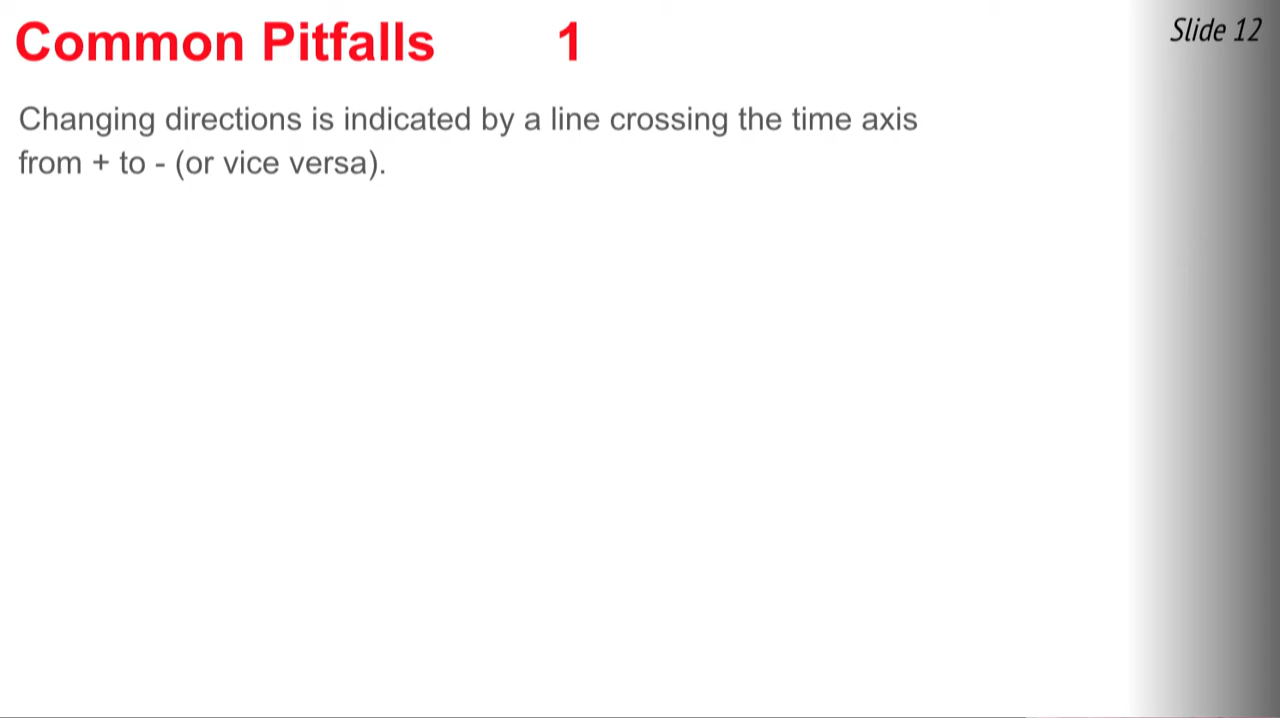 Common Pitfalls 1
Slide 12
Changing directions is indicated by a line crossing the time axis
from + to - (or vice versa).